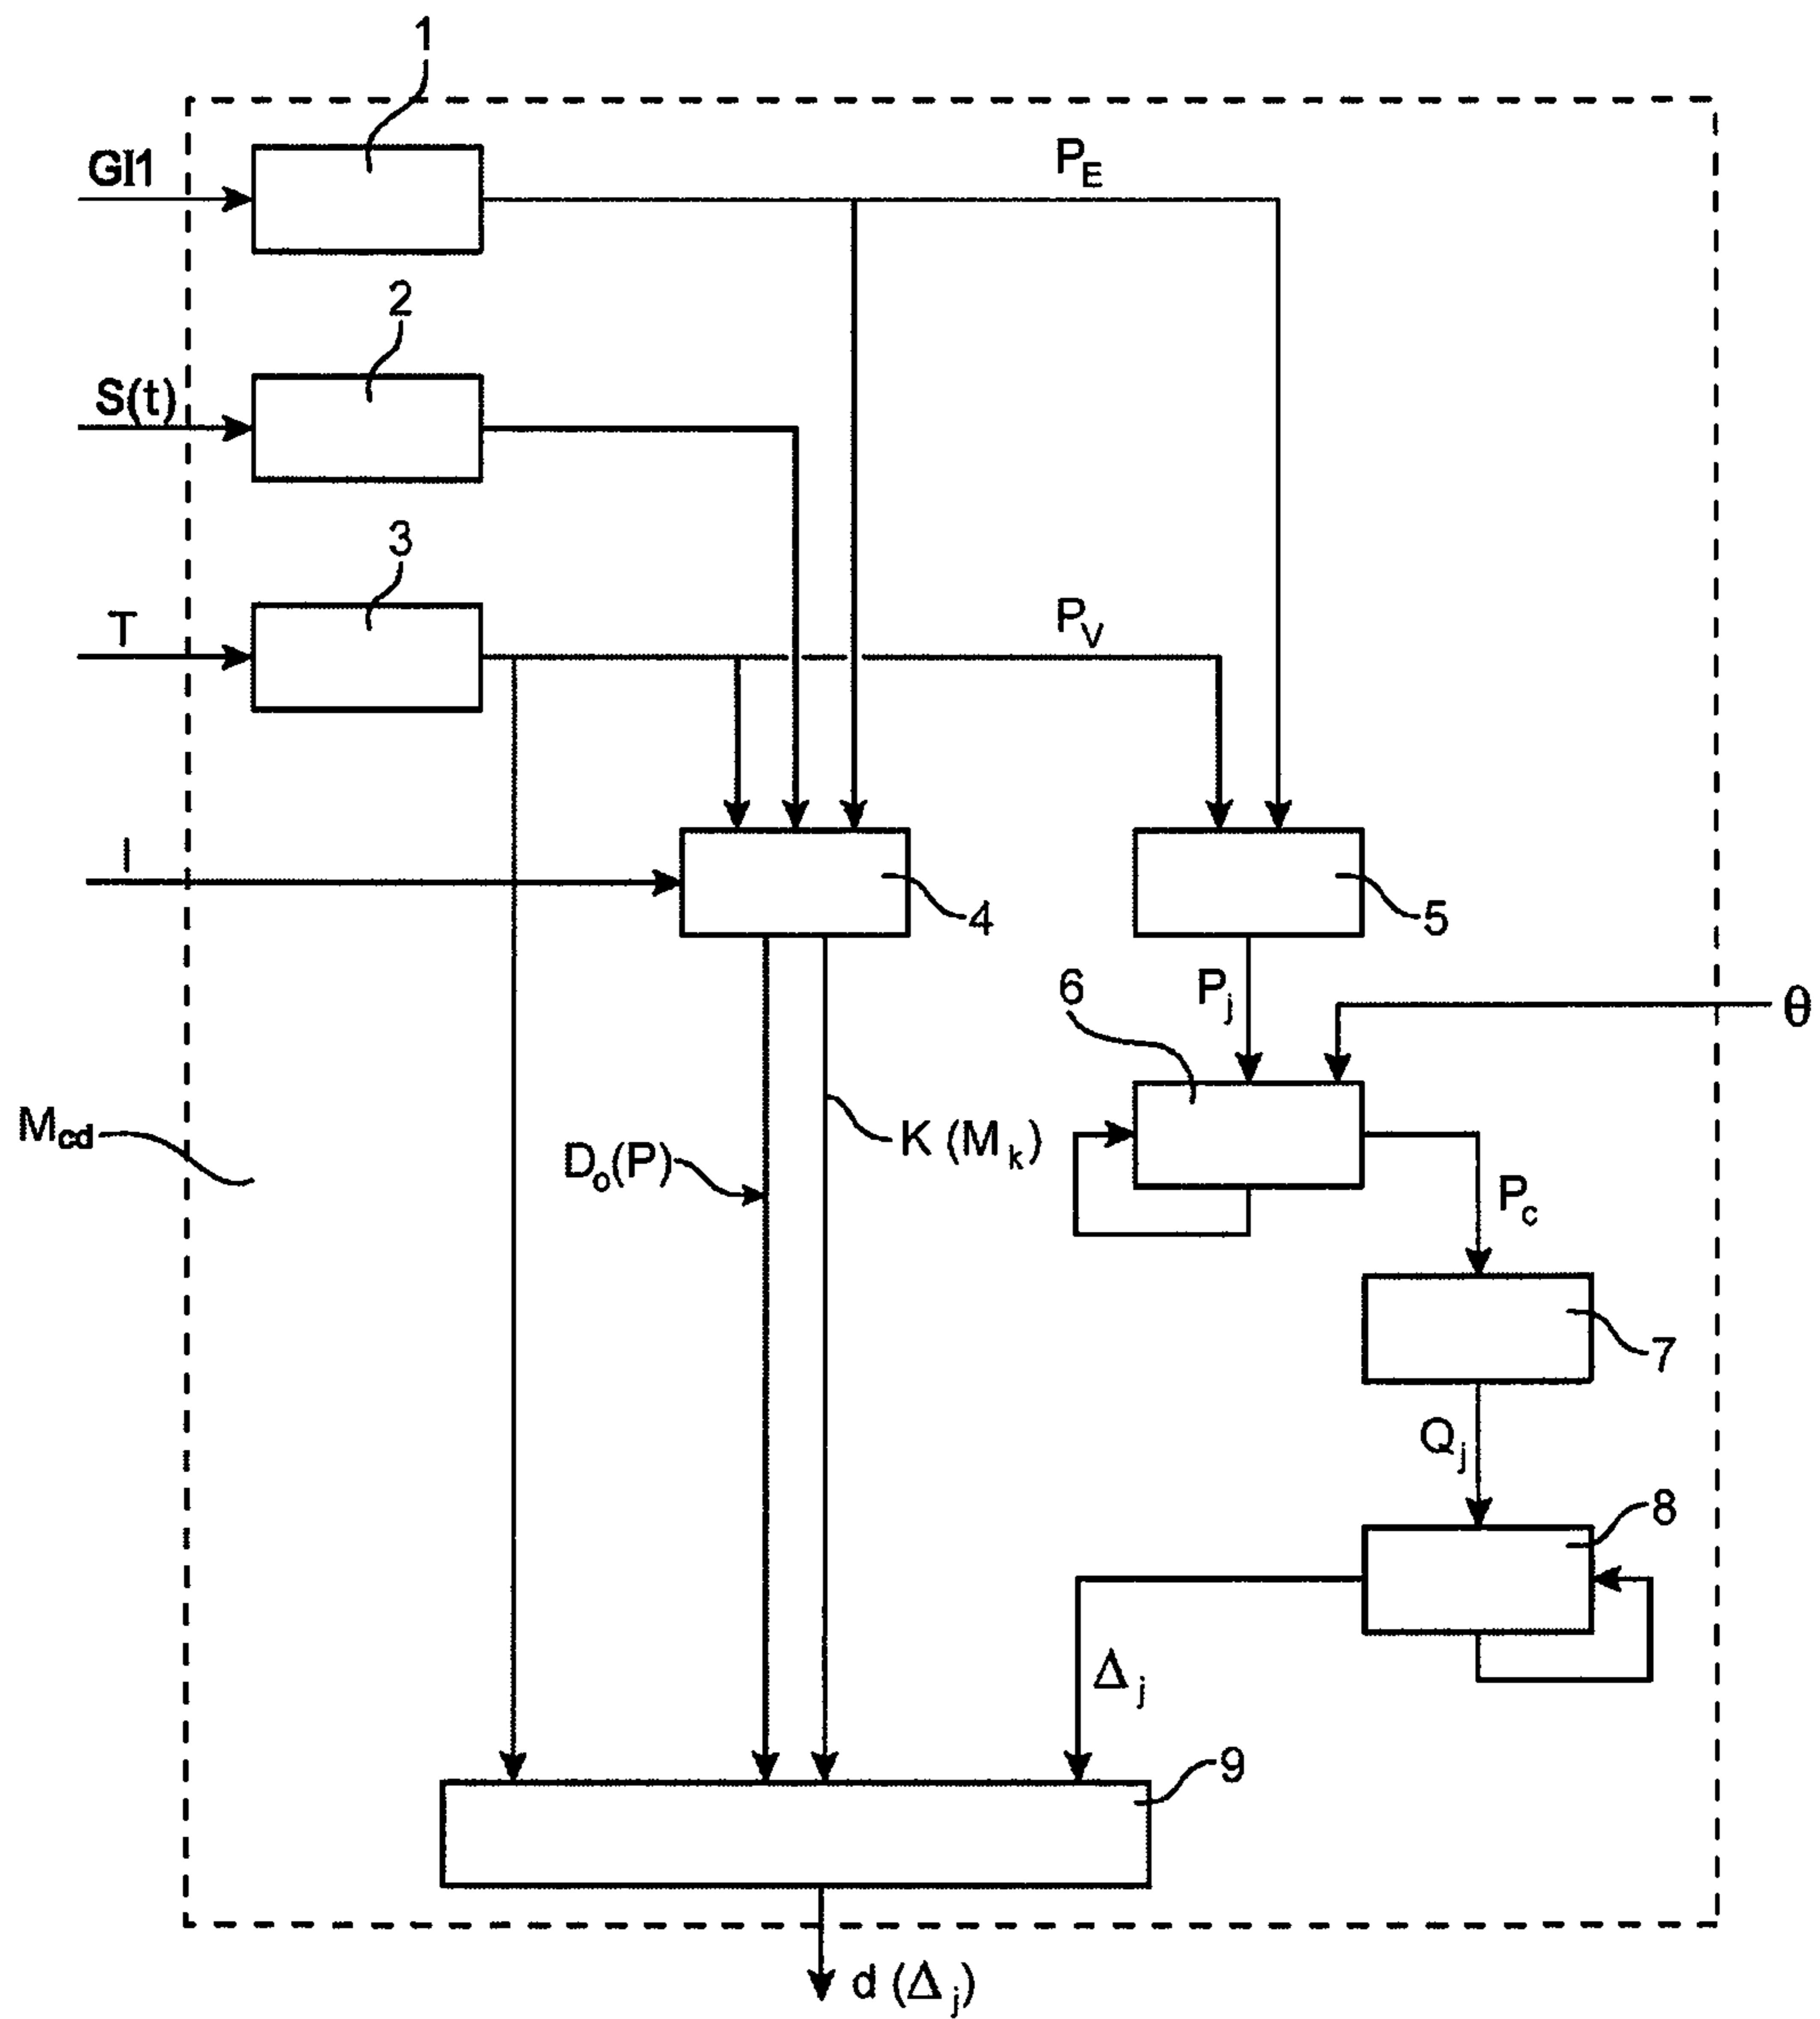 1
GI1
P_E
2
S(t)
3
T
P_V
I
4
5
6
P_j
θ
M_cd
D_o(P)
K (M_k)
P_c
7
Q_j
8
Δ_j
9
d (Δ_j)